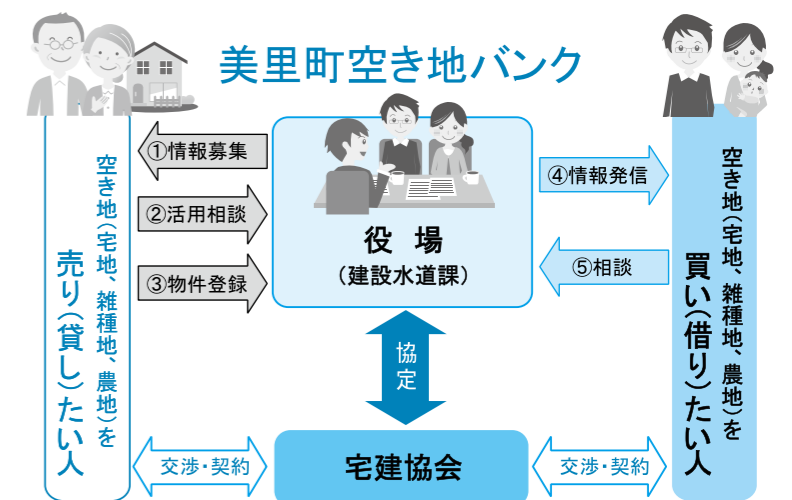 美里町空き地バンク
空き地（宅地、雑種地、農地）を
売り（貸し）たい人
①情報募集
②活用相談
③物件登録
役　場
（建設水道課）
④情報発信
⑤相談
空き地（宅地、雑種地、農地）を
買い（借り）たい人
協定
交渉・契約
宅建協会
交渉・契約